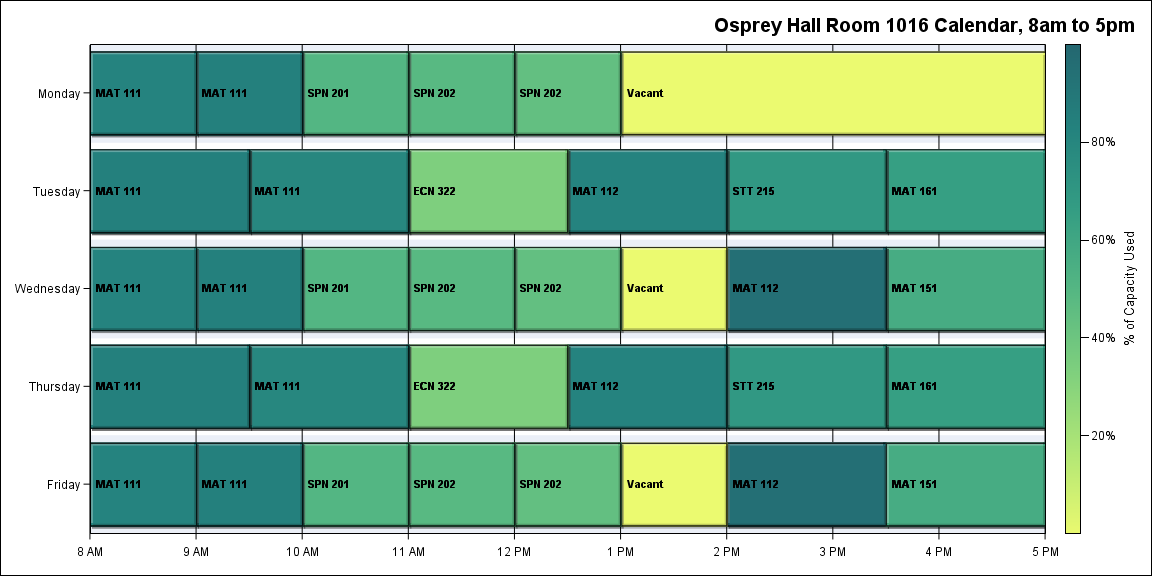 Osprey Hall Room 1016 Calendar, 8am to 5pm
Monday MAT 111 MAT 111 SPN 201 SPN 202 SPN 202 Vacant
Tuesday MAT 111 MAT 111 ECN 322 MAT 112 STT 215 MAT 161
Wednesday MAT 111 MAT 111 SPN 201 SPN 202 SPN 202 Vacant MAT 112 MAT 151
Thursday MAT 111 MAT 111 ECN 322 MAT 112 STT 215 MAT 161
Friday MAT 111 MAT 111 SPN 201 SPN 202 SPN 202 Vacant MAT 112 MAT 151
8 AM 9 AM 10 AM 11 AM 12 PM 1 PM 2 PM 3 PM 4 PM 5 PM
80%
60%
40%
20%
% of Capacity Used